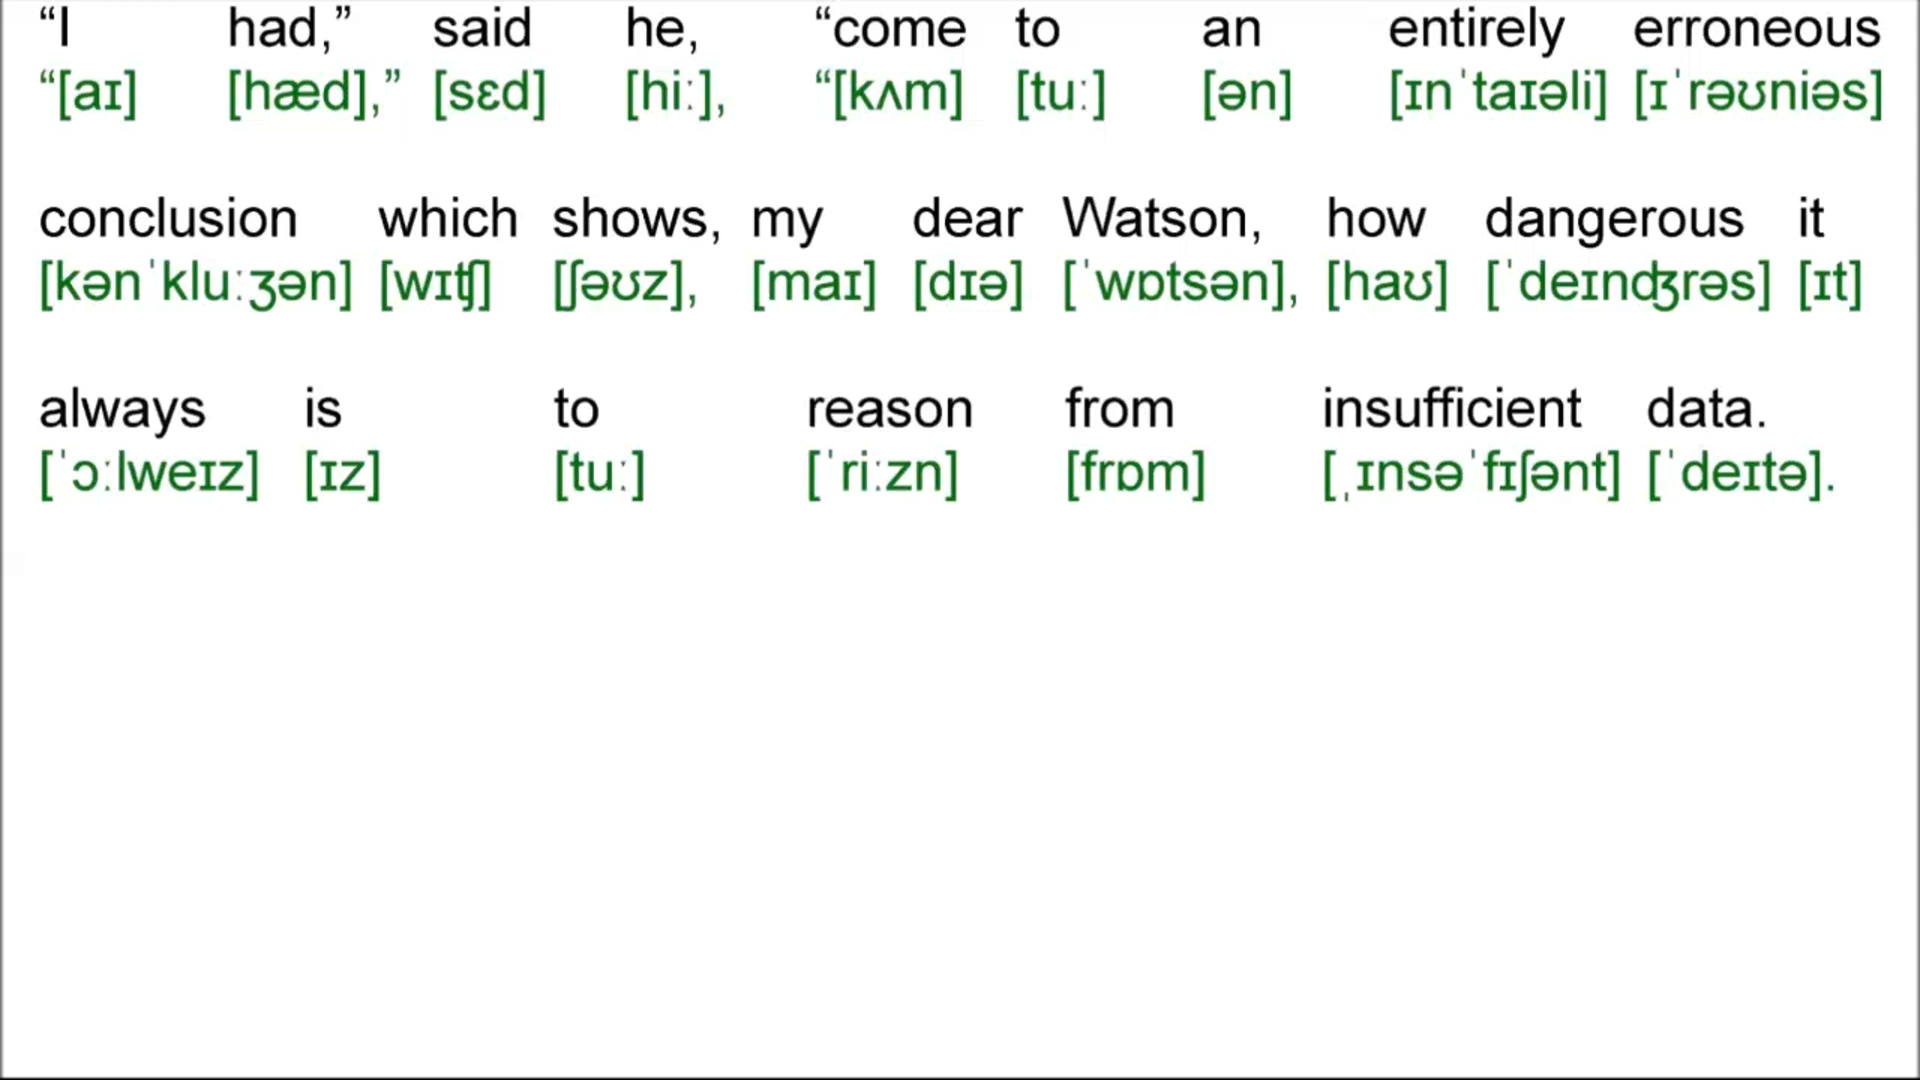 “I had,” said he, “come to an entirely erroneous
“[aɪ] [hæd],” [sɛd] [hiː], “[kʌm] [tuː] [ən] [ɪnˈtaɪəli] [ɪˈrəʊniəs]
conclusion which shows, my dear Watson, how dangerous it
[kənˈkluːʒən] [wɪʧ] [ʃəʊz], [maɪ] [dɪə] [ˈwɒtsən], [haʊ] [ˈdeɪnʤrəs] [ɪt]
always is to reason from insufficient data.
[ˈɔːlweɪz] [ɪz] [tuː] [ˈriːzn] [frɒm] [ˌɪnsəˈfɪʃənt] [ˈdeɪtə].